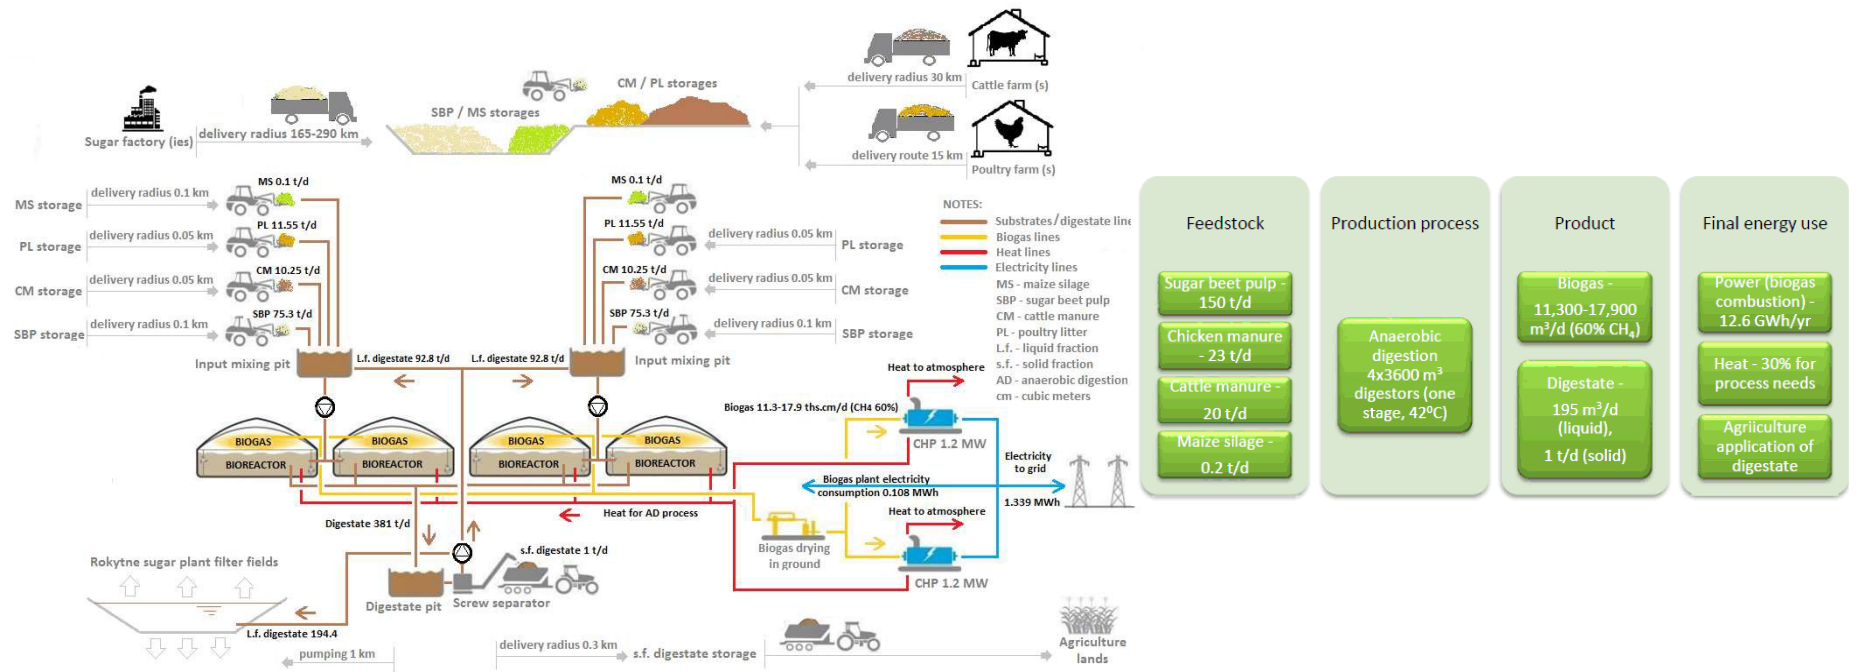 delivery radius 30 km
Cattle farm (s)
CM / PL storages
SBP / MS storages
Sugar factory (ies)
delivery radius 165-290 km
delivery route 15 km
Poultry farm (s)
MS storage
delivery radius 0.1 km
MS 0.1 t/d
PL storage
delivery radius 0.05 km
PL 11.55 t/d
CM storage
delivery radius 0.05 km
CM 10.25 t/d
SBP storage
delivery radius 0.1 km
SBP 75.3 t/d
Input mixing pit
MS 0.1 t/d
PL 11.55 t/d
delivery radius 0.05 km
PL storage
CM 10.25 t/d
delivery radius 0.05 km
CM storage
SBP 75.3 t/d
delivery radius 0.1 km
SBP storage
Input mixing pit
L.f. digestate 92.8 t/d
L.f. digestate 92.8 t/d
NOTES:
Substrates/digestate line
Biogas lines
Heat lines
Electricity lines
MS - maize silage
SBP - sugar beet pulp
CM - cattle manure
PL - poultry litter
L.f. - liquid fraction
s.f. - solid fraction
AD - anaerobic digestion
cm - cubic meters
BIOGAS
BIOGAS
BIOGAS
BIOGAS
BIOREACTOR
BIOREACTOR
BIOREACTOR
BIOREACTOR
Heat to atmosphere
Biogas 11.3-17.9 ths.cm/d (CH4 60%)
CHP 1.2 MW
Electricity
to grid
Biogas plant electricity
consumption 0.108 MWh
1.339 MWh
Heat to atmosphere
CHP 1.2 MW
Biogas drying
in ground
Heat for AD process
Digestate 381 t/d
s.f. digestate 1 t/d
Rokytne sugar plant filter fields
Digestate pit
Screw separator
L.f. digestate 194.4
pumping 1 km
delivery radius 0.3 km
s.f. digestate storage
Agriculture
lands
Feedstock
Sugar beet pulp -
150 t/d
Chicken manure
- 23 t/d
Cattle manure -
20 t/d
Maize silage -
0.2 t/d
Production process
Anaerobic
digestion
4x3600 m³
digestors (one
stage, 42⁰C)
Product
Biogas -
11,300-17,900
m³/d (60% CH₄)
Digestate -
195 m³/d
(liquid),
1 t/d (solid)
Final energy use
Power (biogas
combustion) -
12.6 GWh/yr
Heat - 30% for
process needs
Agriiculture
application of
digestate